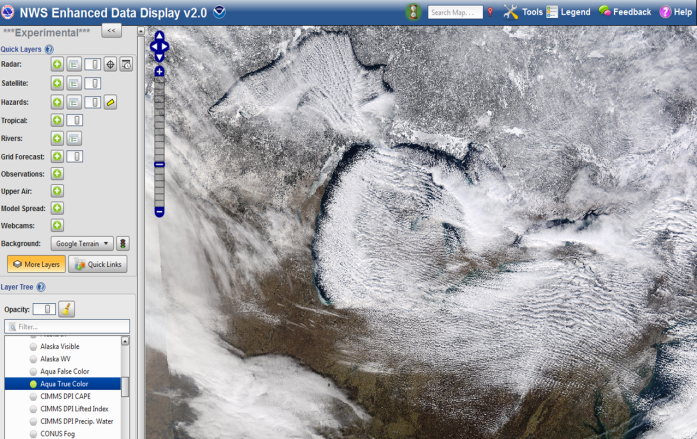 NWS Enhanced Data Display v2.0
Search Map...
Tools
Legend
Feedback
Help
***Experimental***
<<
Quick Layers
Radar:
Satellite:
Hazards:
Tropical:
Rivers:
Grid Forecast:
Observations:
Upper Air:
Model Spread:
Webcams:
Background:
Google Terrain
More Layers
Quick Links
Layer Tree
Opacity:
Filter...
Alaska Visible
Alaska WV
Aqua False Color
Aqua True Color
CIMMS DPI CAPE
CIMMS DPI Lifted Index
CIMMS DPI Precip. Water
CONUS Fog